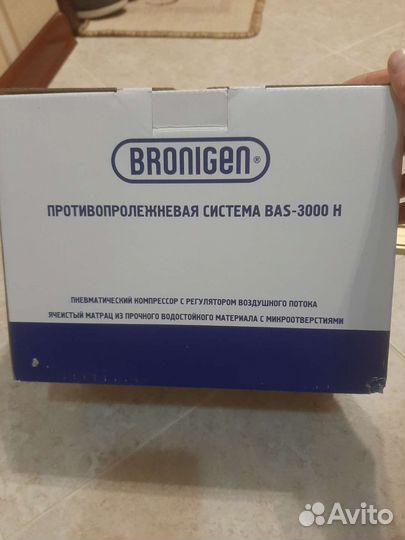 BRONIGEN®
ПРОТИВОПРОЛЕЖНЕВАЯ СИСТЕМА BAS-3000 H
ПНЕВМАТИЧЕСКИЙ КОМПРЕССОР С РЕГУЛЯТОРОМ ВОЗДУШНОГО ПОТОКА
ЯЧЕИСТЫЙ МАТРАЦ ИЗ ПРОЧНОГО ВОДОСТОЙКОГО МАТЕРИАЛА С МИКРООТВЕРСТИЯМИ
Avito